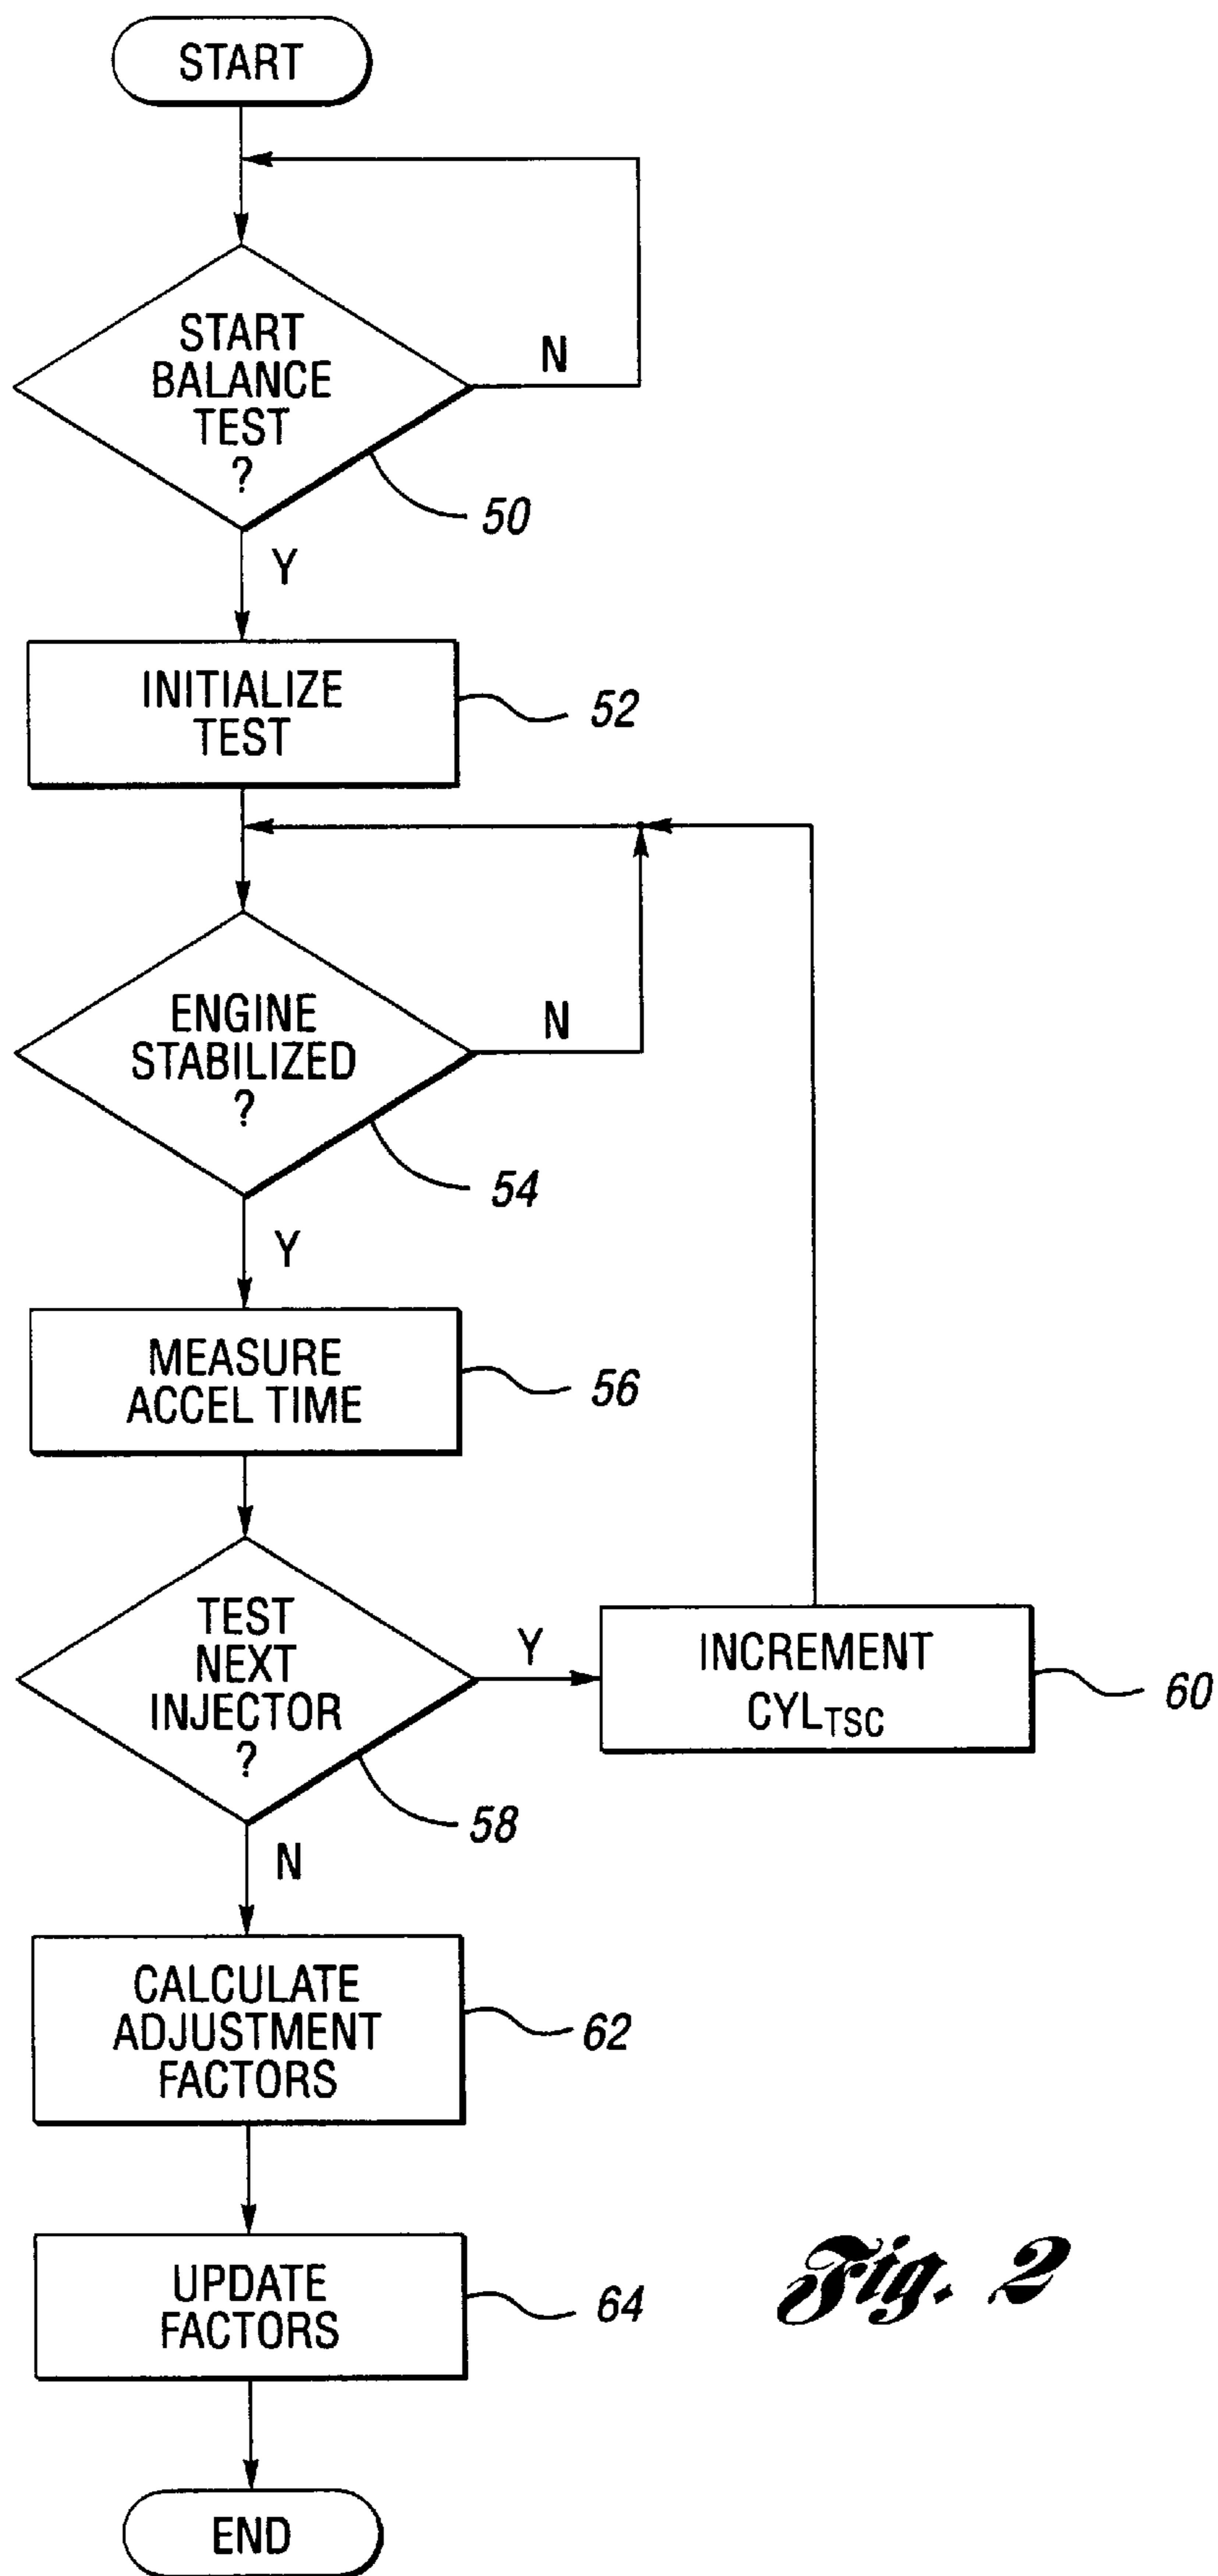 START
START
BALANCE
TEST
?
N
50
Y
INITIALIZE
TEST
52
ENGINE
STABILIZED
?
N
54
Y
MEASURE
ACCEL TIME
56
TEST
NEXT
INJECTOR
?
Y
INCREMENT
CYLTSC
60
58
N
CALCULATE
ADJUSTMENT
FACTORS
62
UPDATE
FACTORS
64
Fig. 2
END